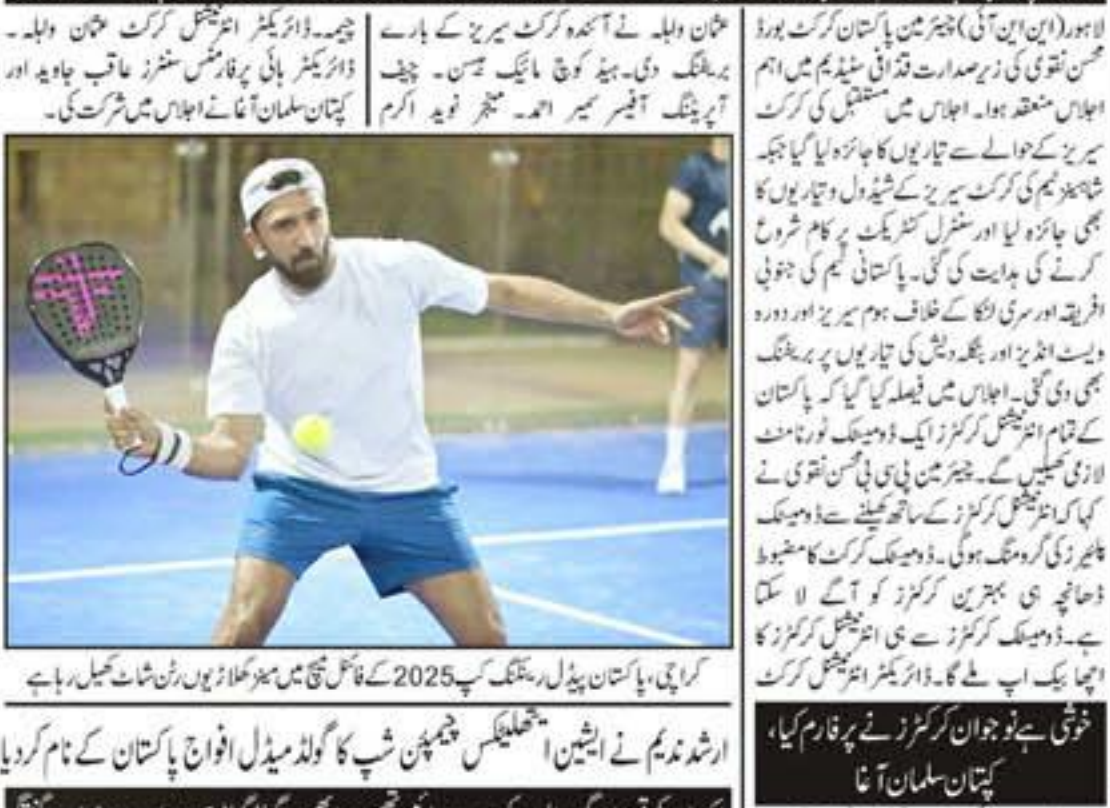 لاہور(این این آئی)چیئرمین پاکستان کرکٹ بورڈ
محسن نقوی کی زیرصدارت قذافی سٹیڈیم میں اہم
اجلاس منعقد ہوا۔اجلاس میں مستقبل کی کرکٹ
سیریز کے حوالے سے تیاریوں کا جائزہ لیا گیا جبکہ
شاہینز ٹیم کی کرکٹ سیریز کے شیڈول و تیاریوں کا
بھی جائزہ لیا اور سنٹرل کنٹریکٹ پر کام شروع
کرنے کی ہدایت کی گئی۔پاکستانی ٹیم کی جنوبی
افریقہ اور سری لنکا کے خلاف ہوم سیریز اور دورہ
ویسٹ انڈیز اور بنگلہ دیش کی تیاریوں پر بریفنگ
بھی دی گئی۔اجلاس میں فیصلہ کیا گیا کہ پاکستان
کے تمام انٹرنیشنل کرکٹرز ایک ڈومیسٹک ٹورنامنٹ
لازمی کھیلیں گے۔چیئرمین پی سی بی محسن نقوی نے
کہا کہ انٹرنیشنل کرکٹرز کے ساتھ کھیلنے سے ڈومیسٹک
پلیئرز کی گرومنگ ہوگی۔ڈومیسٹک کرکٹ کا مضبوط
ڈھانچہ ہی بہترین کرکٹرز کو آگے لا سکتا
ہے۔ڈومیسٹک کرکٹرز سے ہی انٹرنیشنل کرکٹرز کا
اچھا بیک اپ ملے گا۔ڈائریکٹر انٹرنیشنل کرکٹ
عثمان واہلہ نے آئندہ کرکٹ سیریز کے بارے
بریفنگ دی۔ہیڈ کوچ مائیک ہیسن۔ چیف
آپریٹنگ آفیسر سمیر احمد۔ منیجر نوید اکرم
چیمہ۔ڈائریکٹر انٹرنیشنل کرکٹ عثمان واہلہ۔
ڈائریکٹر ہائی پرفارمنس سنٹرز عاقب جاوید اور
کپتان سلمان آغا نے اجلاس میں شرکت کی۔
کراچی،پاکستان پیڈل رینکنگ کپ 2025 کے فائنل میچ میں مینز کھلاڑیوں رٹن شاٹ کھیل رہا ہے
ارشد ندیم نے ایشین ایتھلیٹکس چیمپئن شپ کا گولڈ میڈل افواج پاکستان کے نام کردیا
خوشی ہے نوجوان کرکٹرز نے پرفارم کیا،
کپتان سلمان آغا